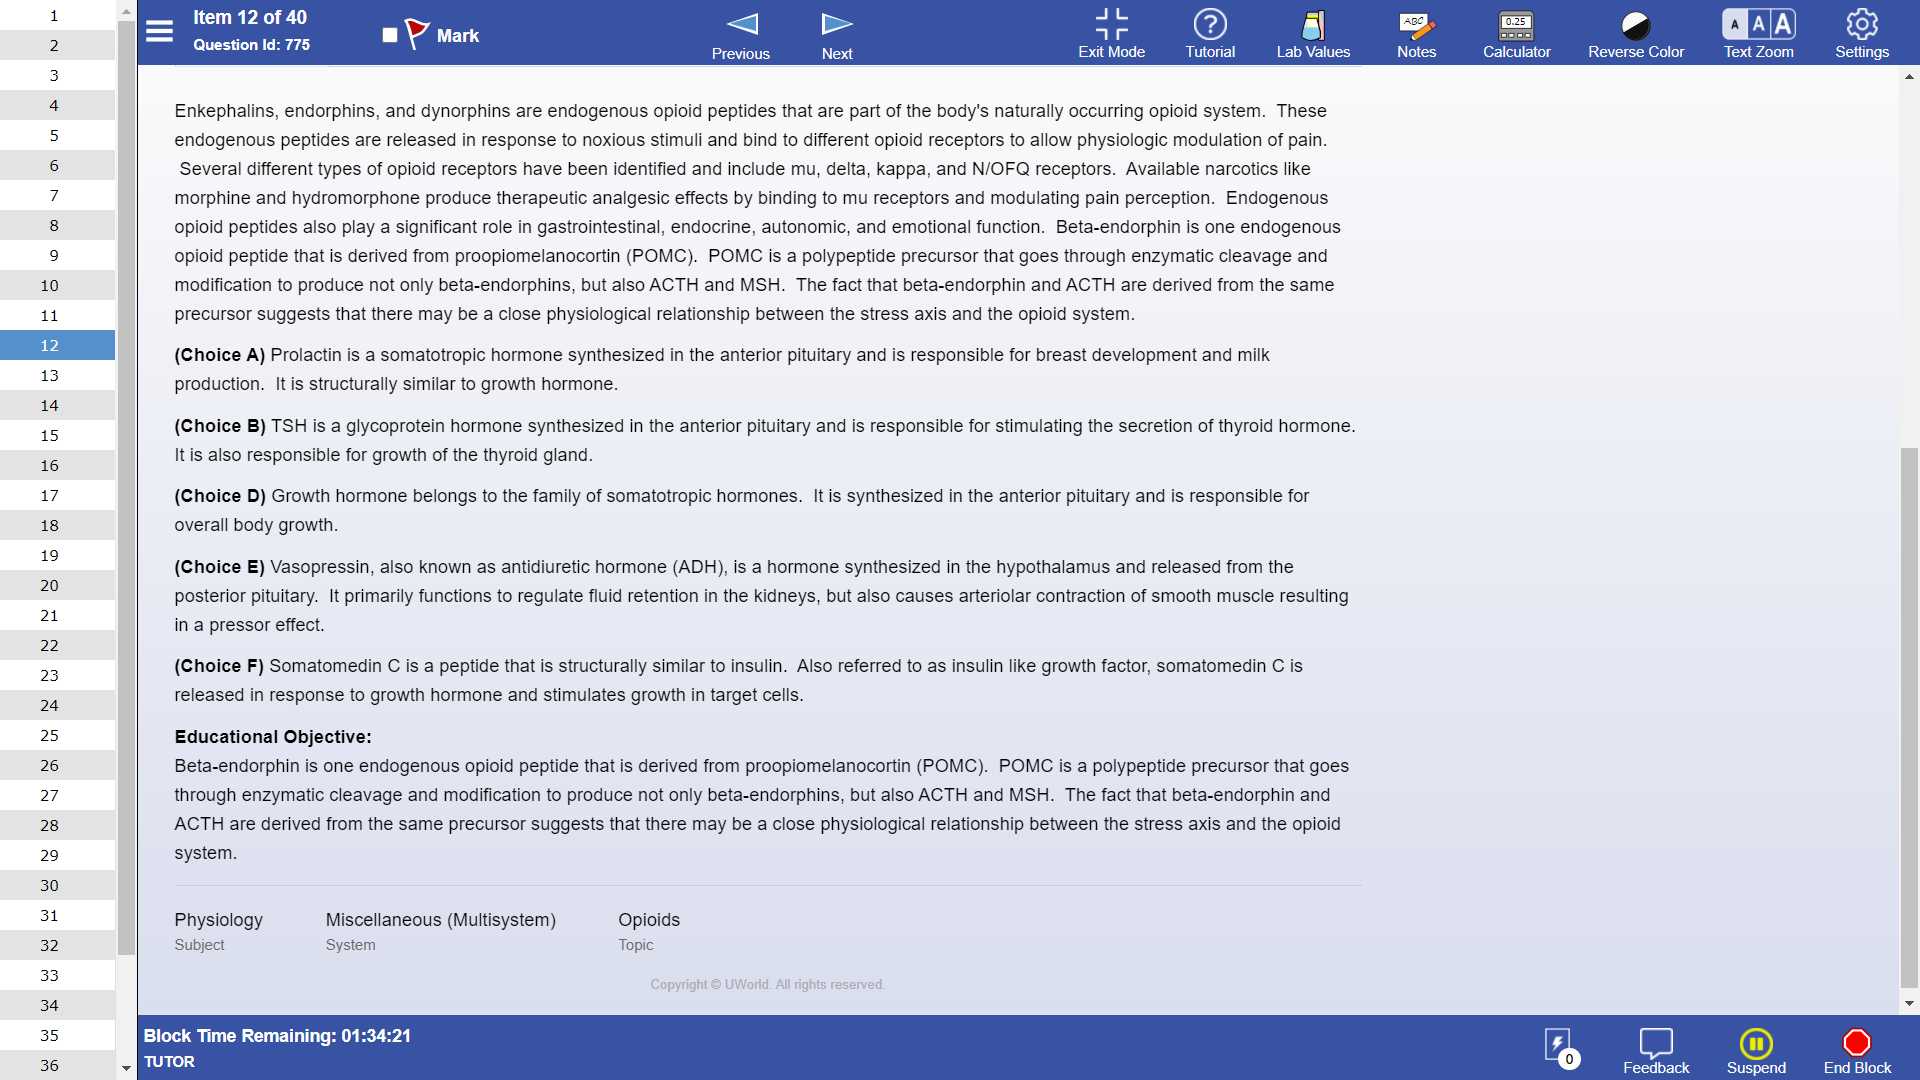 1
2
3
4
5
6
7
8
9
10
11
12
13
14
15
16
17
18
19
20
21
22
23
24
25
26
27
28
29
30
31
32
33
34
35
36
Item 12 of 40
Question Id: 775
Mark
Previous
Next
Exit Mode
Tutorial
Lab Values
ABC
Notes
0.25
Calculator
Reverse Color
A A A
Text Zoom
Settings
Enkephalins, endorphins, and dynorphins are endogenous opioid peptides that are part of the body's naturally occurring opioid system.  These
endogenous peptides are released in response to noxious stimuli and bind to different opioid receptors to allow physiologic modulation of pain.
Several different types of opioid receptors have been identified and include mu, delta, kappa, and N/OFQ receptors.  Available narcotics like
morphine and hydromorphone produce therapeutic analgesic effects by binding to mu receptors and modulating pain perception.  Endogenous
opioid peptides also play a significant role in gastrointestinal, endocrine, autonomic, and emotional function.  Beta-endorphin is one endogenous
opioid peptide that is derived from proopiomelanocortin (POMC).  POMC is a polypeptide precursor that goes through enzymatic cleavage and
modification to produce not only beta-endorphins, but also ACTH and MSH.  The fact that beta-endorphin and ACTH are derived from the same
precursor suggests that there may be a close physiological relationship between the stress axis and the opioid system.
(Choice A) Prolactin is a somatotropic hormone synthesized in the anterior pituitary and is responsible for breast development and milk
production.  It is structurally similar to growth hormone.
(Choice B) TSH is a glycoprotein hormone synthesized in the anterior pituitary and is responsible for stimulating the secretion of thyroid hormone.
It is also responsible for growth of the thyroid gland.
(Choice D) Growth hormone belongs to the family of somatotropic hormones.  It is synthesized in the anterior pituitary and is responsible for
overall body growth.
(Choice E) Vasopressin, also known as antidiuretic hormone (ADH), is a hormone synthesized in the hypothalamus and released from the
posterior pituitary.  It primarily functions to regulate fluid retention in the kidneys, but also causes arteriolar contraction of smooth muscle resulting
in a pressor effect.
(Choice F) Somatomedin C is a peptide that is structurally similar to insulin.  Also referred to as insulin like growth factor, somatomedin C is
released in response to growth hormone and stimulates growth in target cells.
Educational Objective:
Beta-endorphin is one endogenous opioid peptide that is derived from proopiomelanocortin (POMC).  POMC is a polypeptide precursor that goes
through enzymatic cleavage and modification to produce not only beta-endorphins, but also ACTH and MSH.  The fact that beta-endorphin and
ACTH are derived from the same precursor suggests that there may be a close physiological relationship between the stress axis and the opioid
system.
Physiology
Subject
Miscellaneous (Multisystem)
System
Opioids
Topic
Copyright © UWorld. All rights reserved.
Block Time Remaining: 01:34:21
TUTOR
0
Feedback
Suspend
End Block